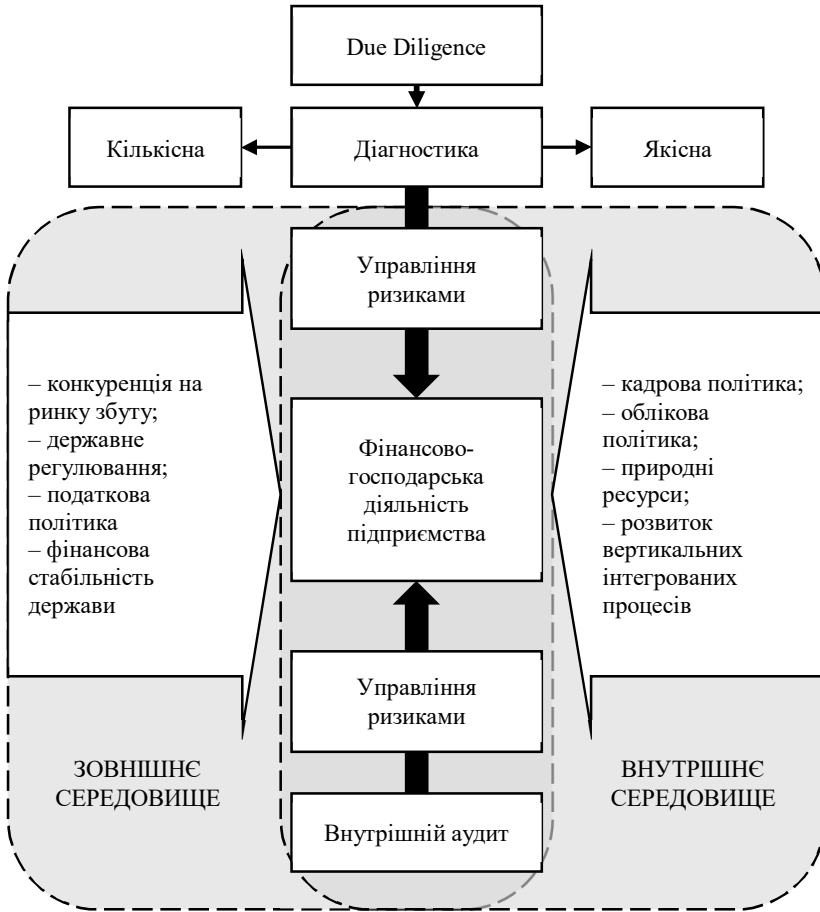 Due Diligence
Кількісна
Діагностика
Якісна
Управління
ризиками
– конкуренція на
ринку збуту;
– державне
регулювання;
– податкова
політика
– фінансова
стабільність
держави
Фінансово-
господарська
діяльність
підприємства
– кадрова політика;
– облікова
політика;
– природні
ресурси;
– розвиток
вертикальних
інтегрованих
процесів
Управління
ризиками
ЗОВНІШНЄ
СЕРЕДОВИЩЕ
ВНУТРІШНЄ
СЕРЕДОВИЩЕ
Внутрішній аудит